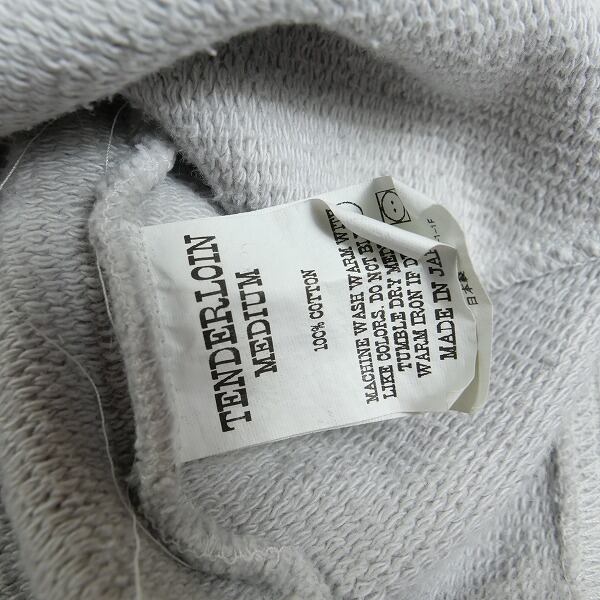 TENDERLOIN
MEDIUM
100% COTTON
MACHINE WASH WARM WITH
LIKE COLORS. DO NOT
TUMBLE DRY
WARM IRON IF
MADE IN
日本製